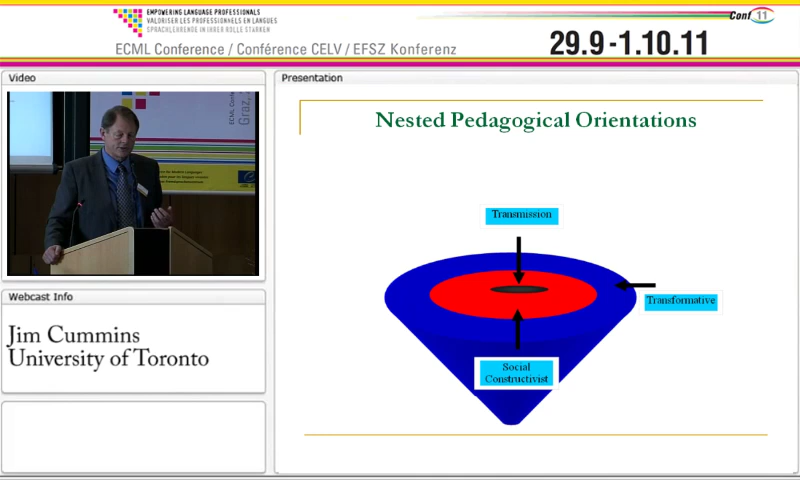 EMPOWERING LANGUAGE PROFESSIONALS
VALORISER LES PROFESSIONNELS EN LANGUES
SPRACHLEHRENDE IN IHRER ROLLE STÄRKEN
ECML Conference / Conférence CELV / EFSZ Konferenz
29.9 -1.10.11
Conf 11
Video
Graz
Webcast Info
Jim Cummins
University of Toronto
Presentation
Nested Pedagogical Orientations
Transmission
Transformative
Social
Constructivist